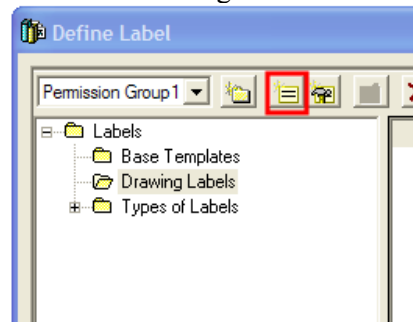 Define Label
Permission Group1
Labels
Base Templates
Drawing Labels
Types of Labels